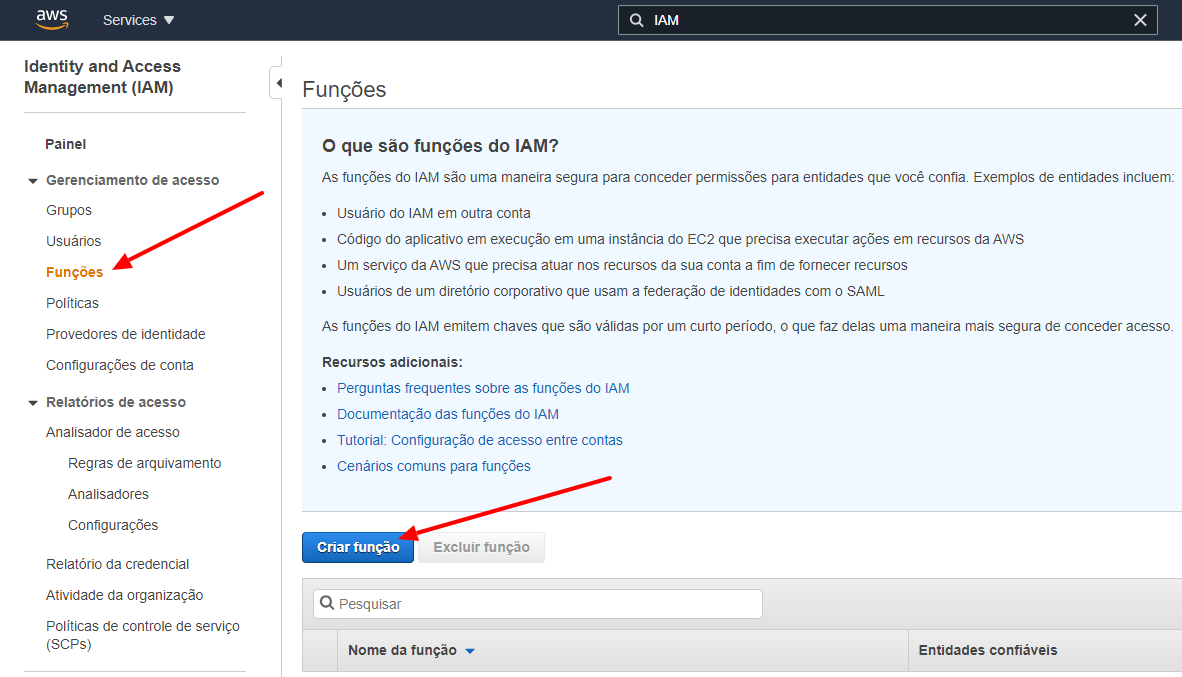 aws
Services
IAM
Identity and Access
Management (IAM)
Painel
Gerenciamento de acesso
Grupos
Usuários
Funções
Políticas
Provedores de identidade
Configurações de conta
Relatórios de acesso
Analisador de acesso
Regras de arquivamento
Analisadores
Configurações
Relatório da credencial
Atividade da organização
Políticas de controle de serviço
(SCPs)
Funções
O que são funções do IAM?
As funções do IAM são uma maneira segura para conceder permissões para entidades que você confia. Exemplos de entidades incluem:
Usuário do IAM em outra conta
Código do aplicativo em execução em uma instância do EC2 que precisa executar ações em recursos da AWS
Um serviço da AWS que precisa atuar nos recursos da sua conta a fim de fornecer recursos
Usuários de um diretório corporativo que usam a federação de identidades com o SAML
As funções do IAM emitem chaves que são válidas por um curto período, o que faz delas uma maneira mais segura de conceder acesso.
Recursos adicionais:
Perguntas frequentes sobre as funções do IAM
Documentação das funções do IAM
Tutorial: Configuração de acesso entre contas
Cenários comuns para funções
Criar função
Excluir função
Pesquisar
Nome da função
Entidades confiáveis